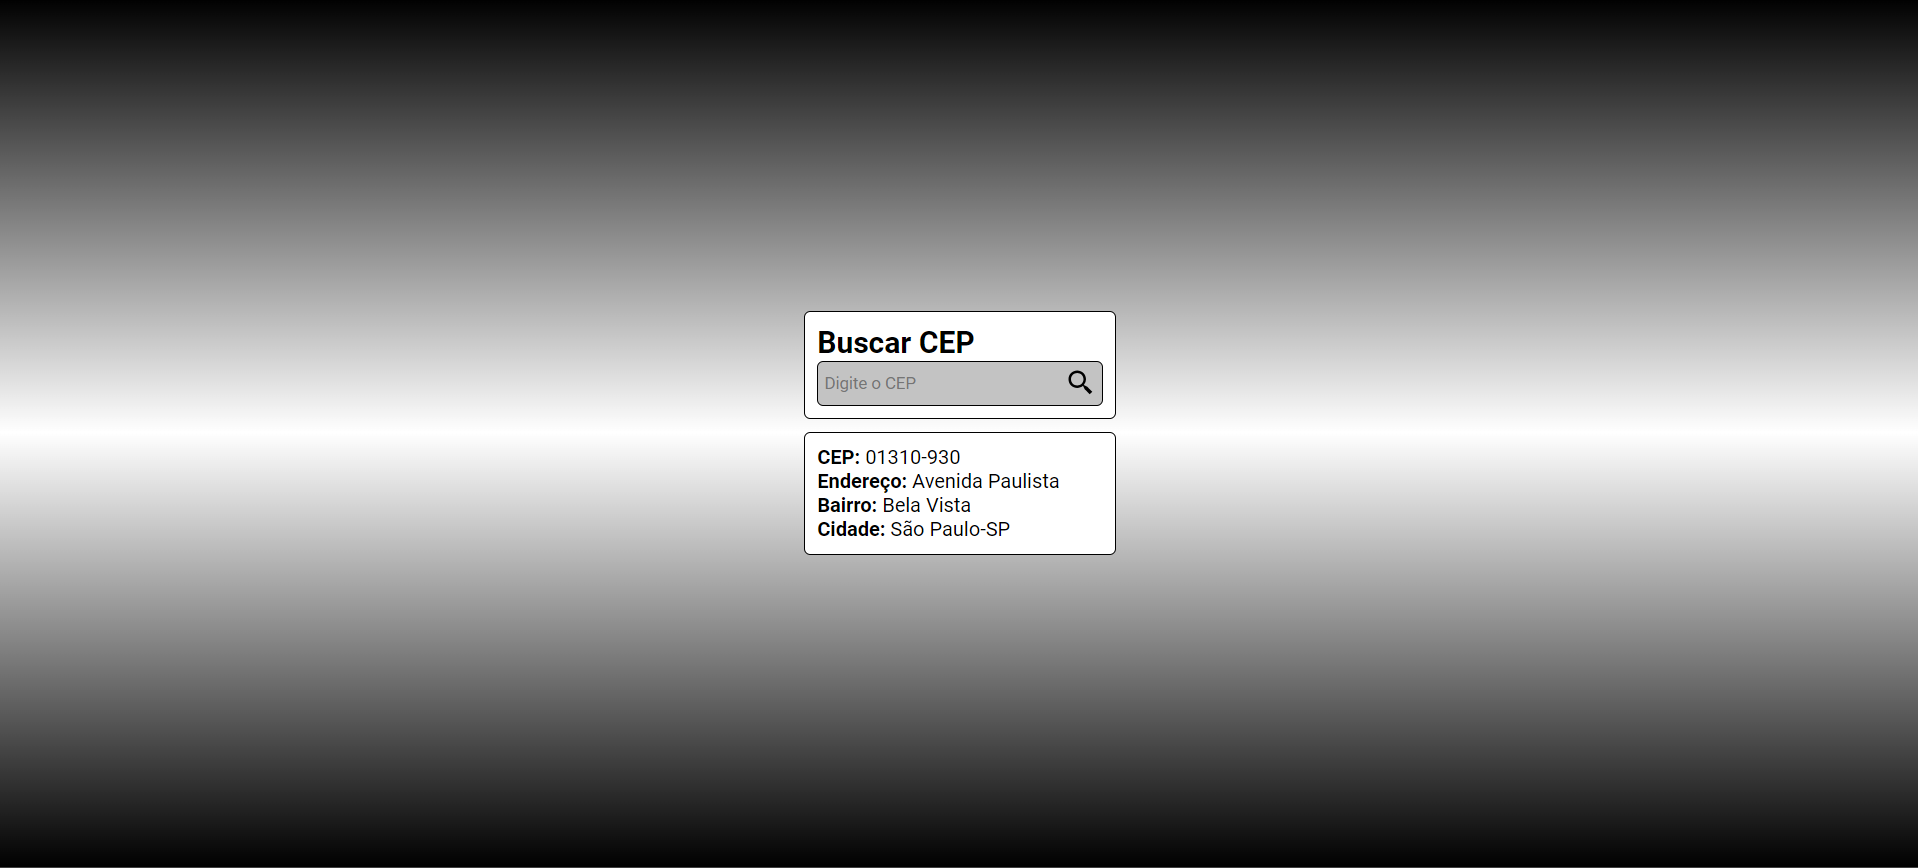 Buscar CEP
Digite o CEP
CEP: 01310-930
Endereço: Avenida Paulista
Bairro: Bela Vista
Cidade: São Paulo-SP